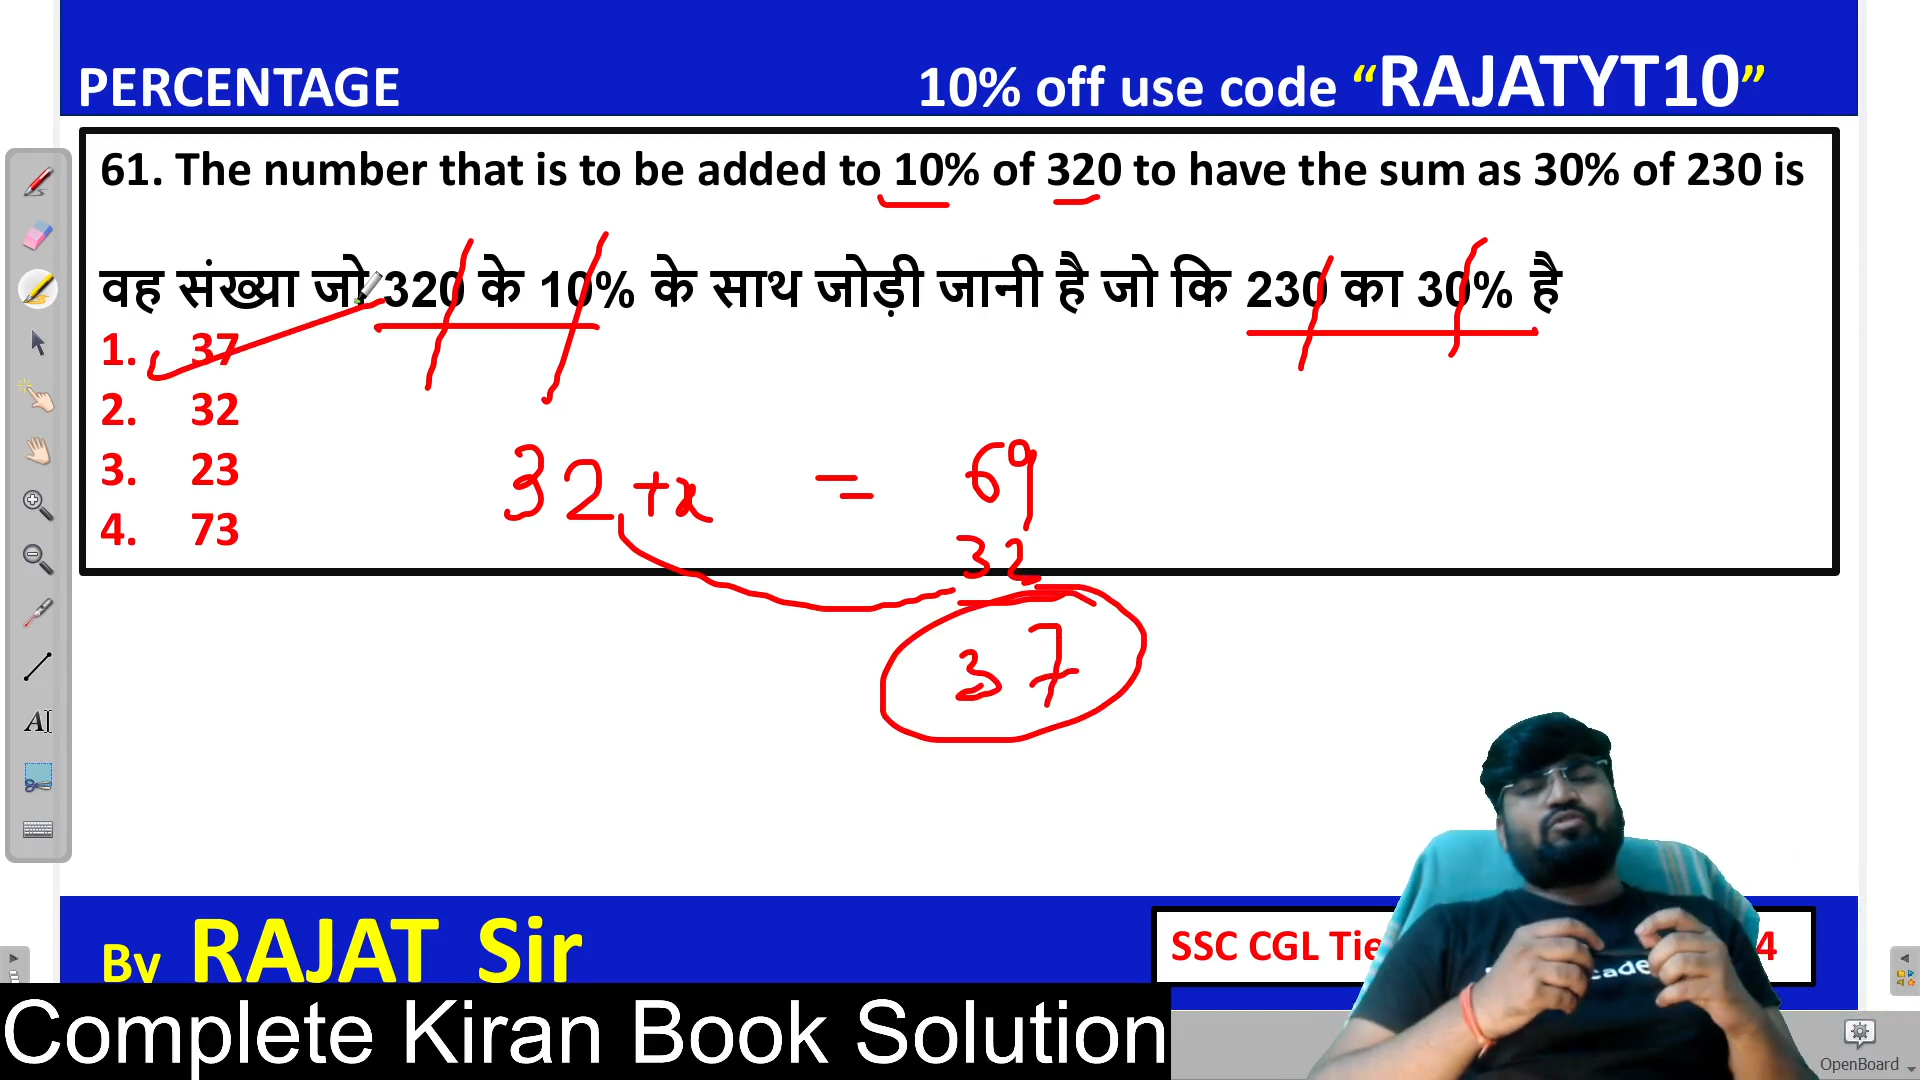 PERCENTAGE
10% off use code “RAJATYT10”
61. The number that is to be added to 10% of 320 to have the sum as 30% of 230 is
वह संख्या जो 320 के 10% के साथ जोड़ी जानी है जो कि 230 का 30% है
1. 37
2. 32
3. 23
4. 73
32 + x = 69
32
37
By RAJAT Sir
SSC CGL Tie
4
cade
Complete Kiran Book Solution
OpenBoard